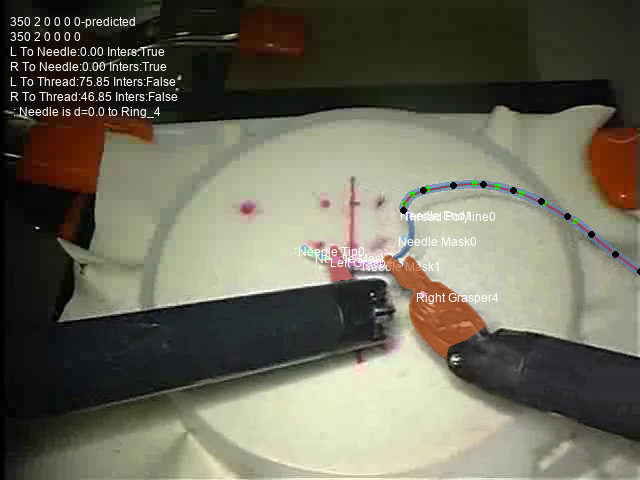 350 2 0 0 0 0-predicted
350 2 0 0 0 0
L To Needle:0.00 Inters:True
R To Needle:0.00 Inters:True
L To Thread:75.85 Inters:False
R To Thread:46.85 Inters:False
: Needle is d=0.0 to Ring_4
Thread Polyline0
Needle Mask0
Needle Tip0
Needle Mask1
Right Grasper4